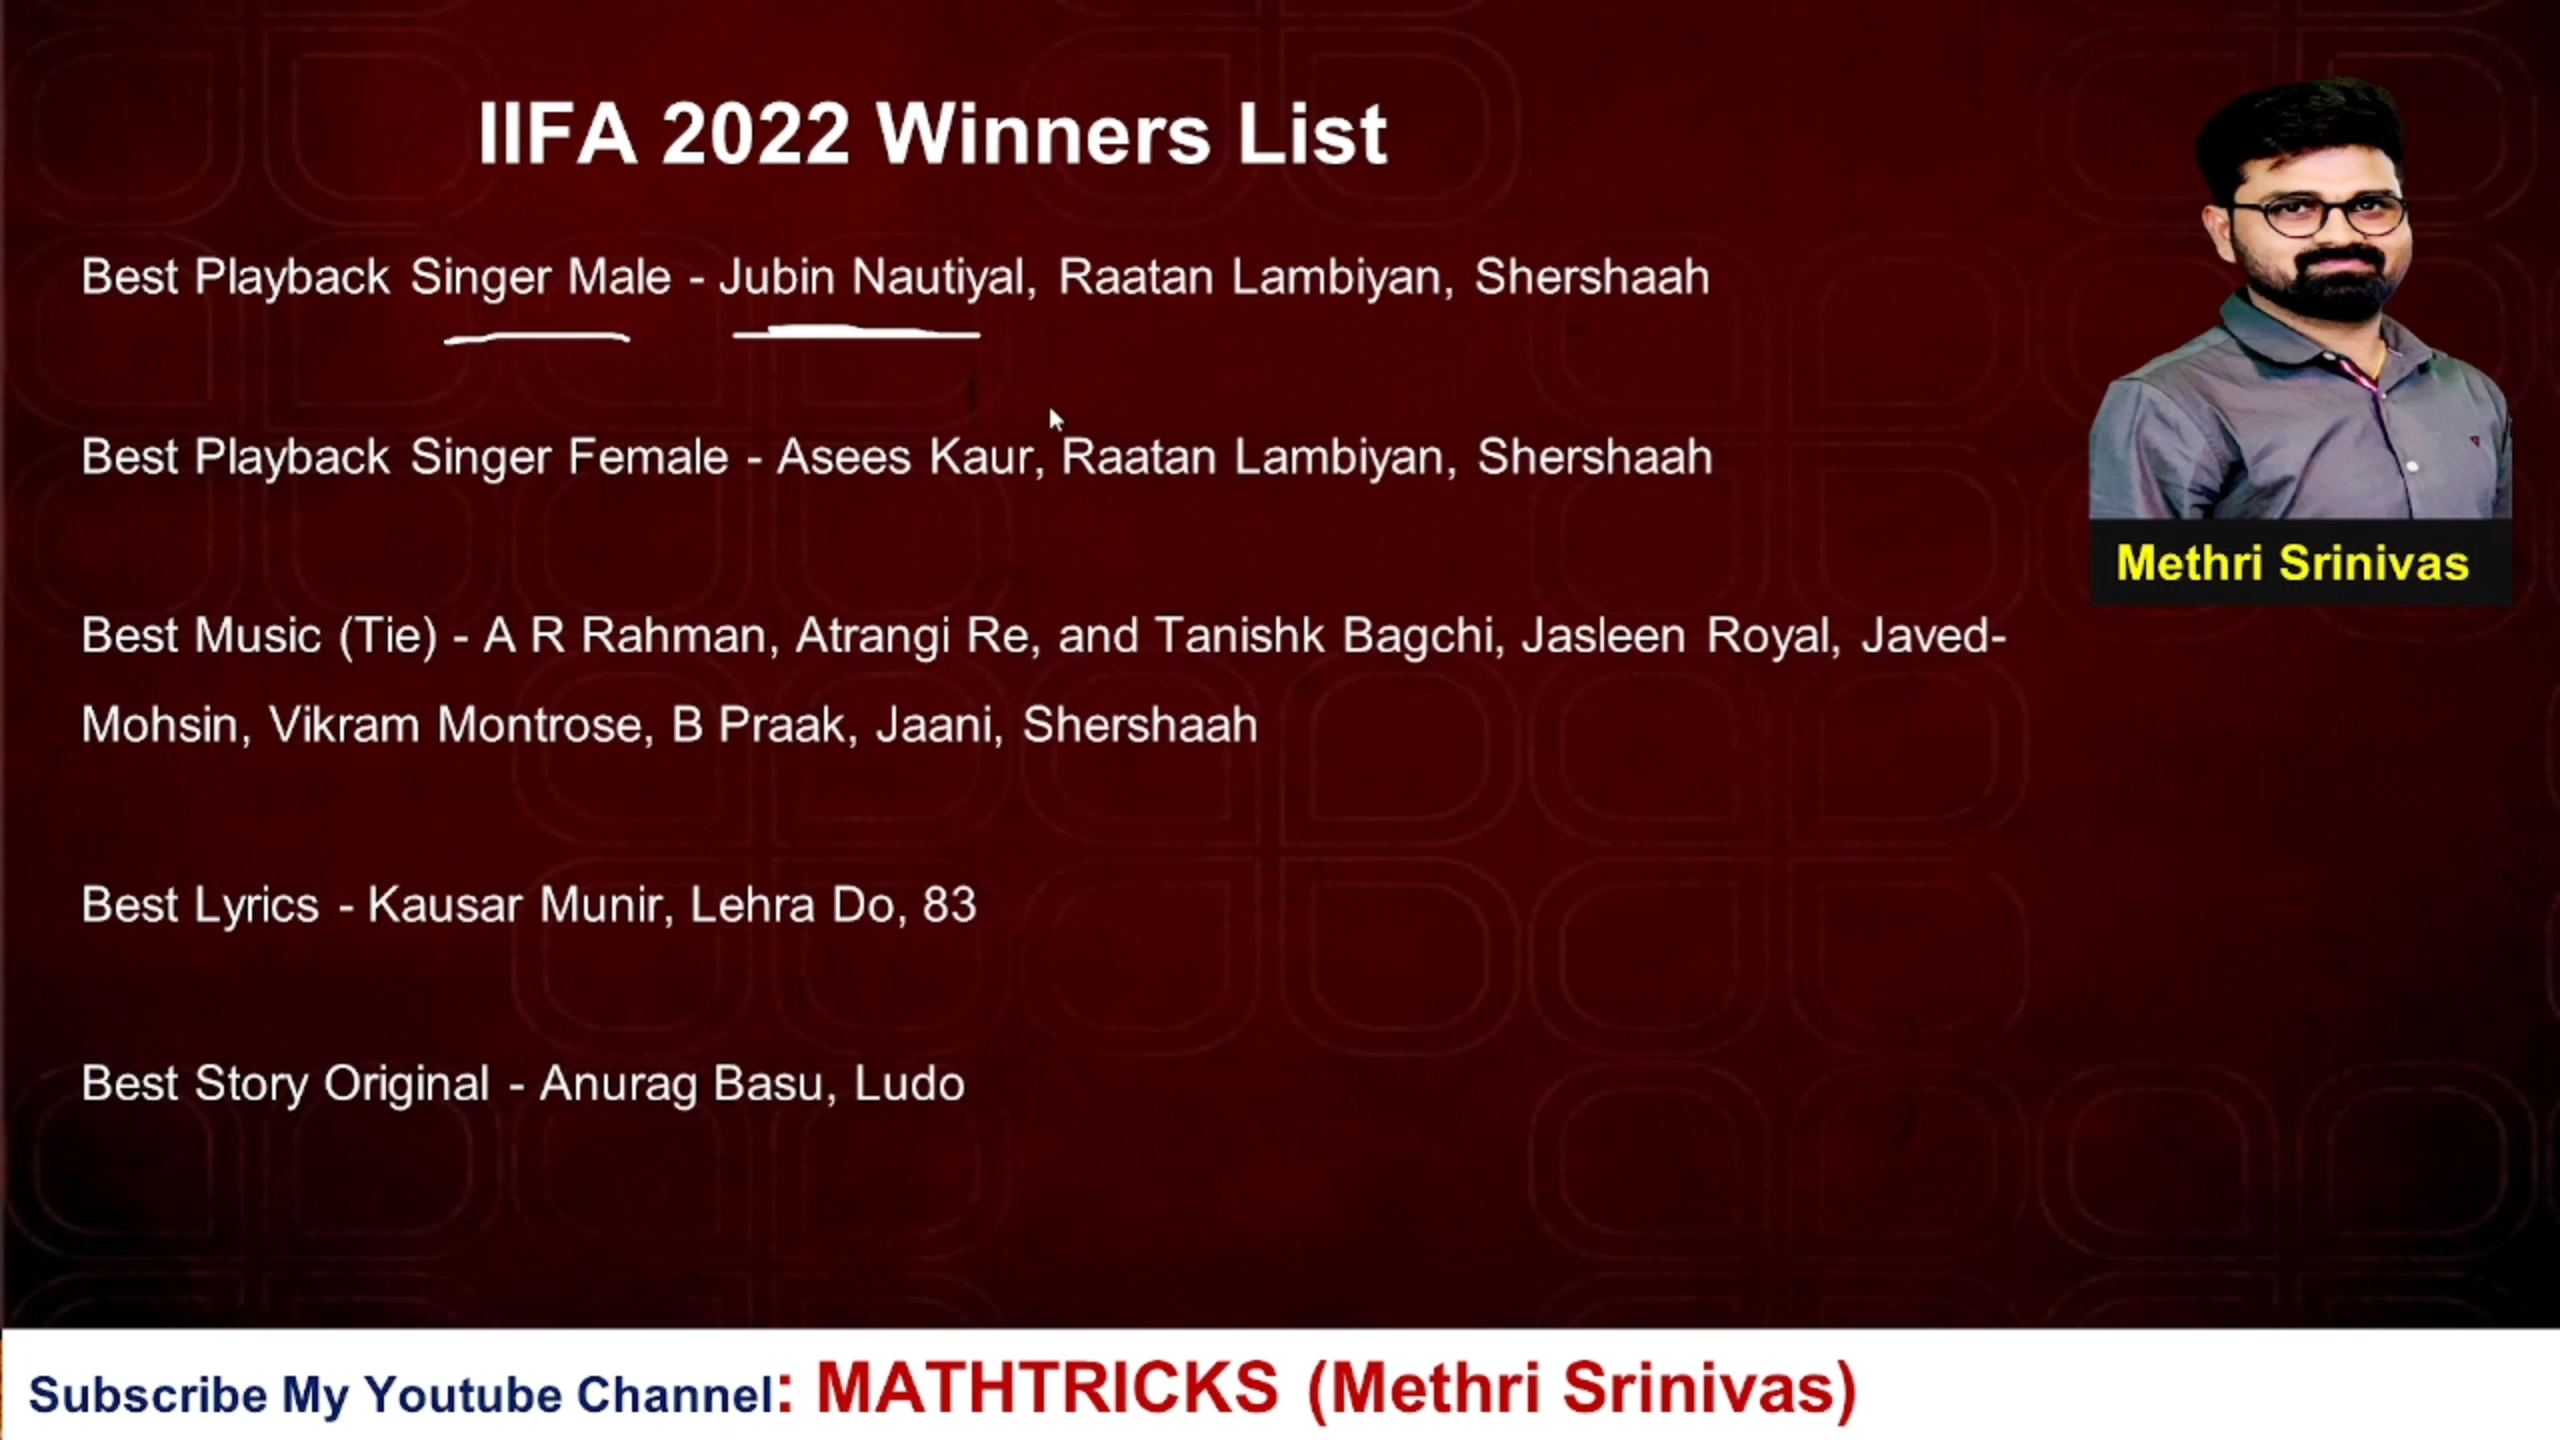 IIFA 2022 Winners List
Best Playback Singer Male - Jubin Nautiyal, Raatan Lambiyan, Shershaah
Best Playback Singer Female - Asees Kaur, Raatan Lambiyan, Shershaah
Methri Srinivas
Best Music (Tie) - A R Rahman, Atrangi Re, and Tanishk Bagchi, Jasleen Royal, Javed-
Mohsin, Vikram Montrose, B Praak, Jaani, Shershaah
Best Lyrics - Kausar Munir, Lehra Do, 83
Best Story Original - Anurag Basu, Ludo
Subscribe My Youtube Channel: MATHTRICKS (Methri Srinivas)